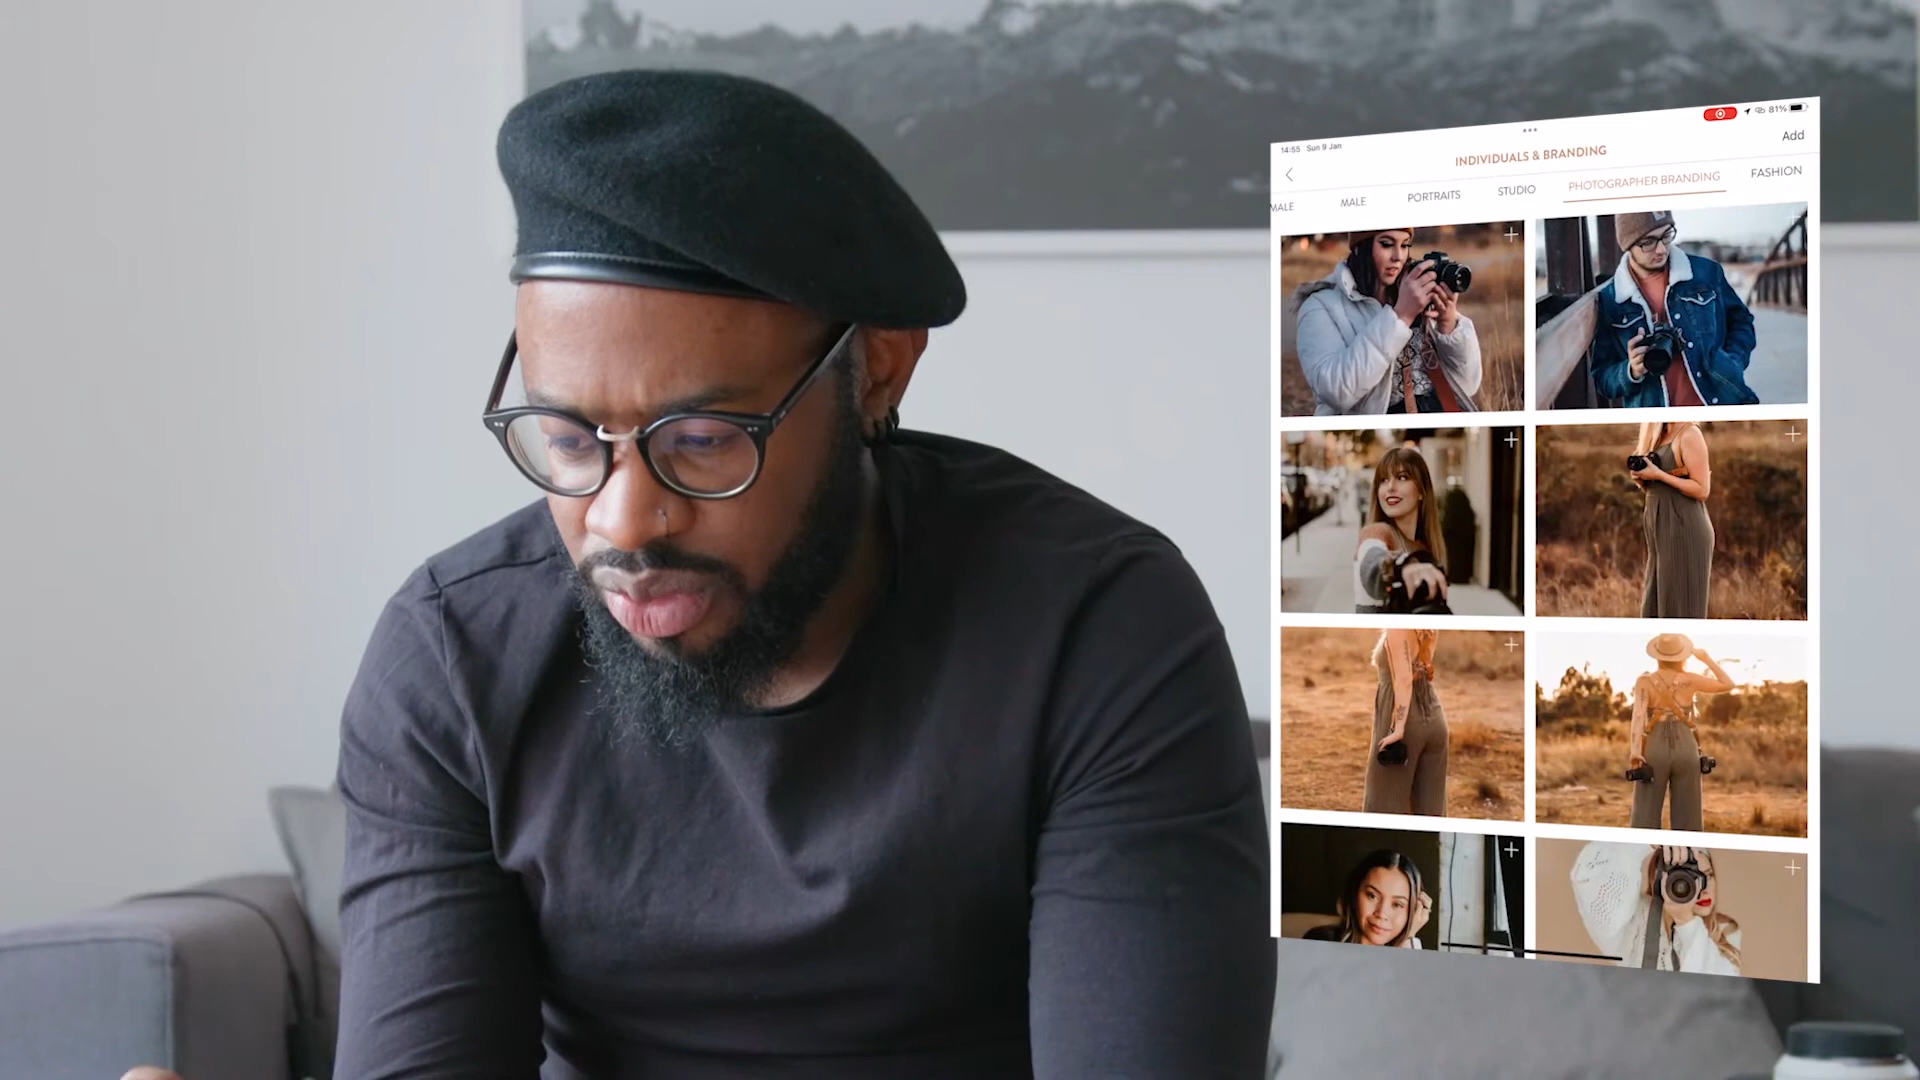 14:55 Sun 9 Jan
81%
Add
INDIVIDUALS & BRANDING
MALE MALE PORTRAITS STUDIO PHOTOGRAPHER BRANDING FASHION